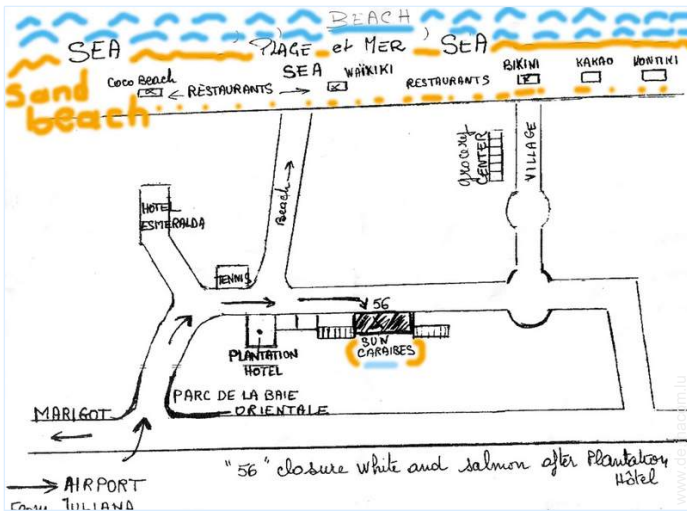 BEACH
SEA PLAGE et MER SEA
Coco Beach ← RESTAURANTS → SEA WAÏKIKI RESTAURANTS BIKINI KAKAO KONTIKI
Sand
beach
grocery
CENTER
VILLAGE
Beach →
HOTEL
ESMERALDA
TENNIS
56
SUN
CARAIBES
PLANTATION
HOTEL
PARC DE LA BAIE
ORIENTALE
MARIGOT
"56" closure white and salmon after Plantation
Hôtel
→ AIRPORT
From JULIANA